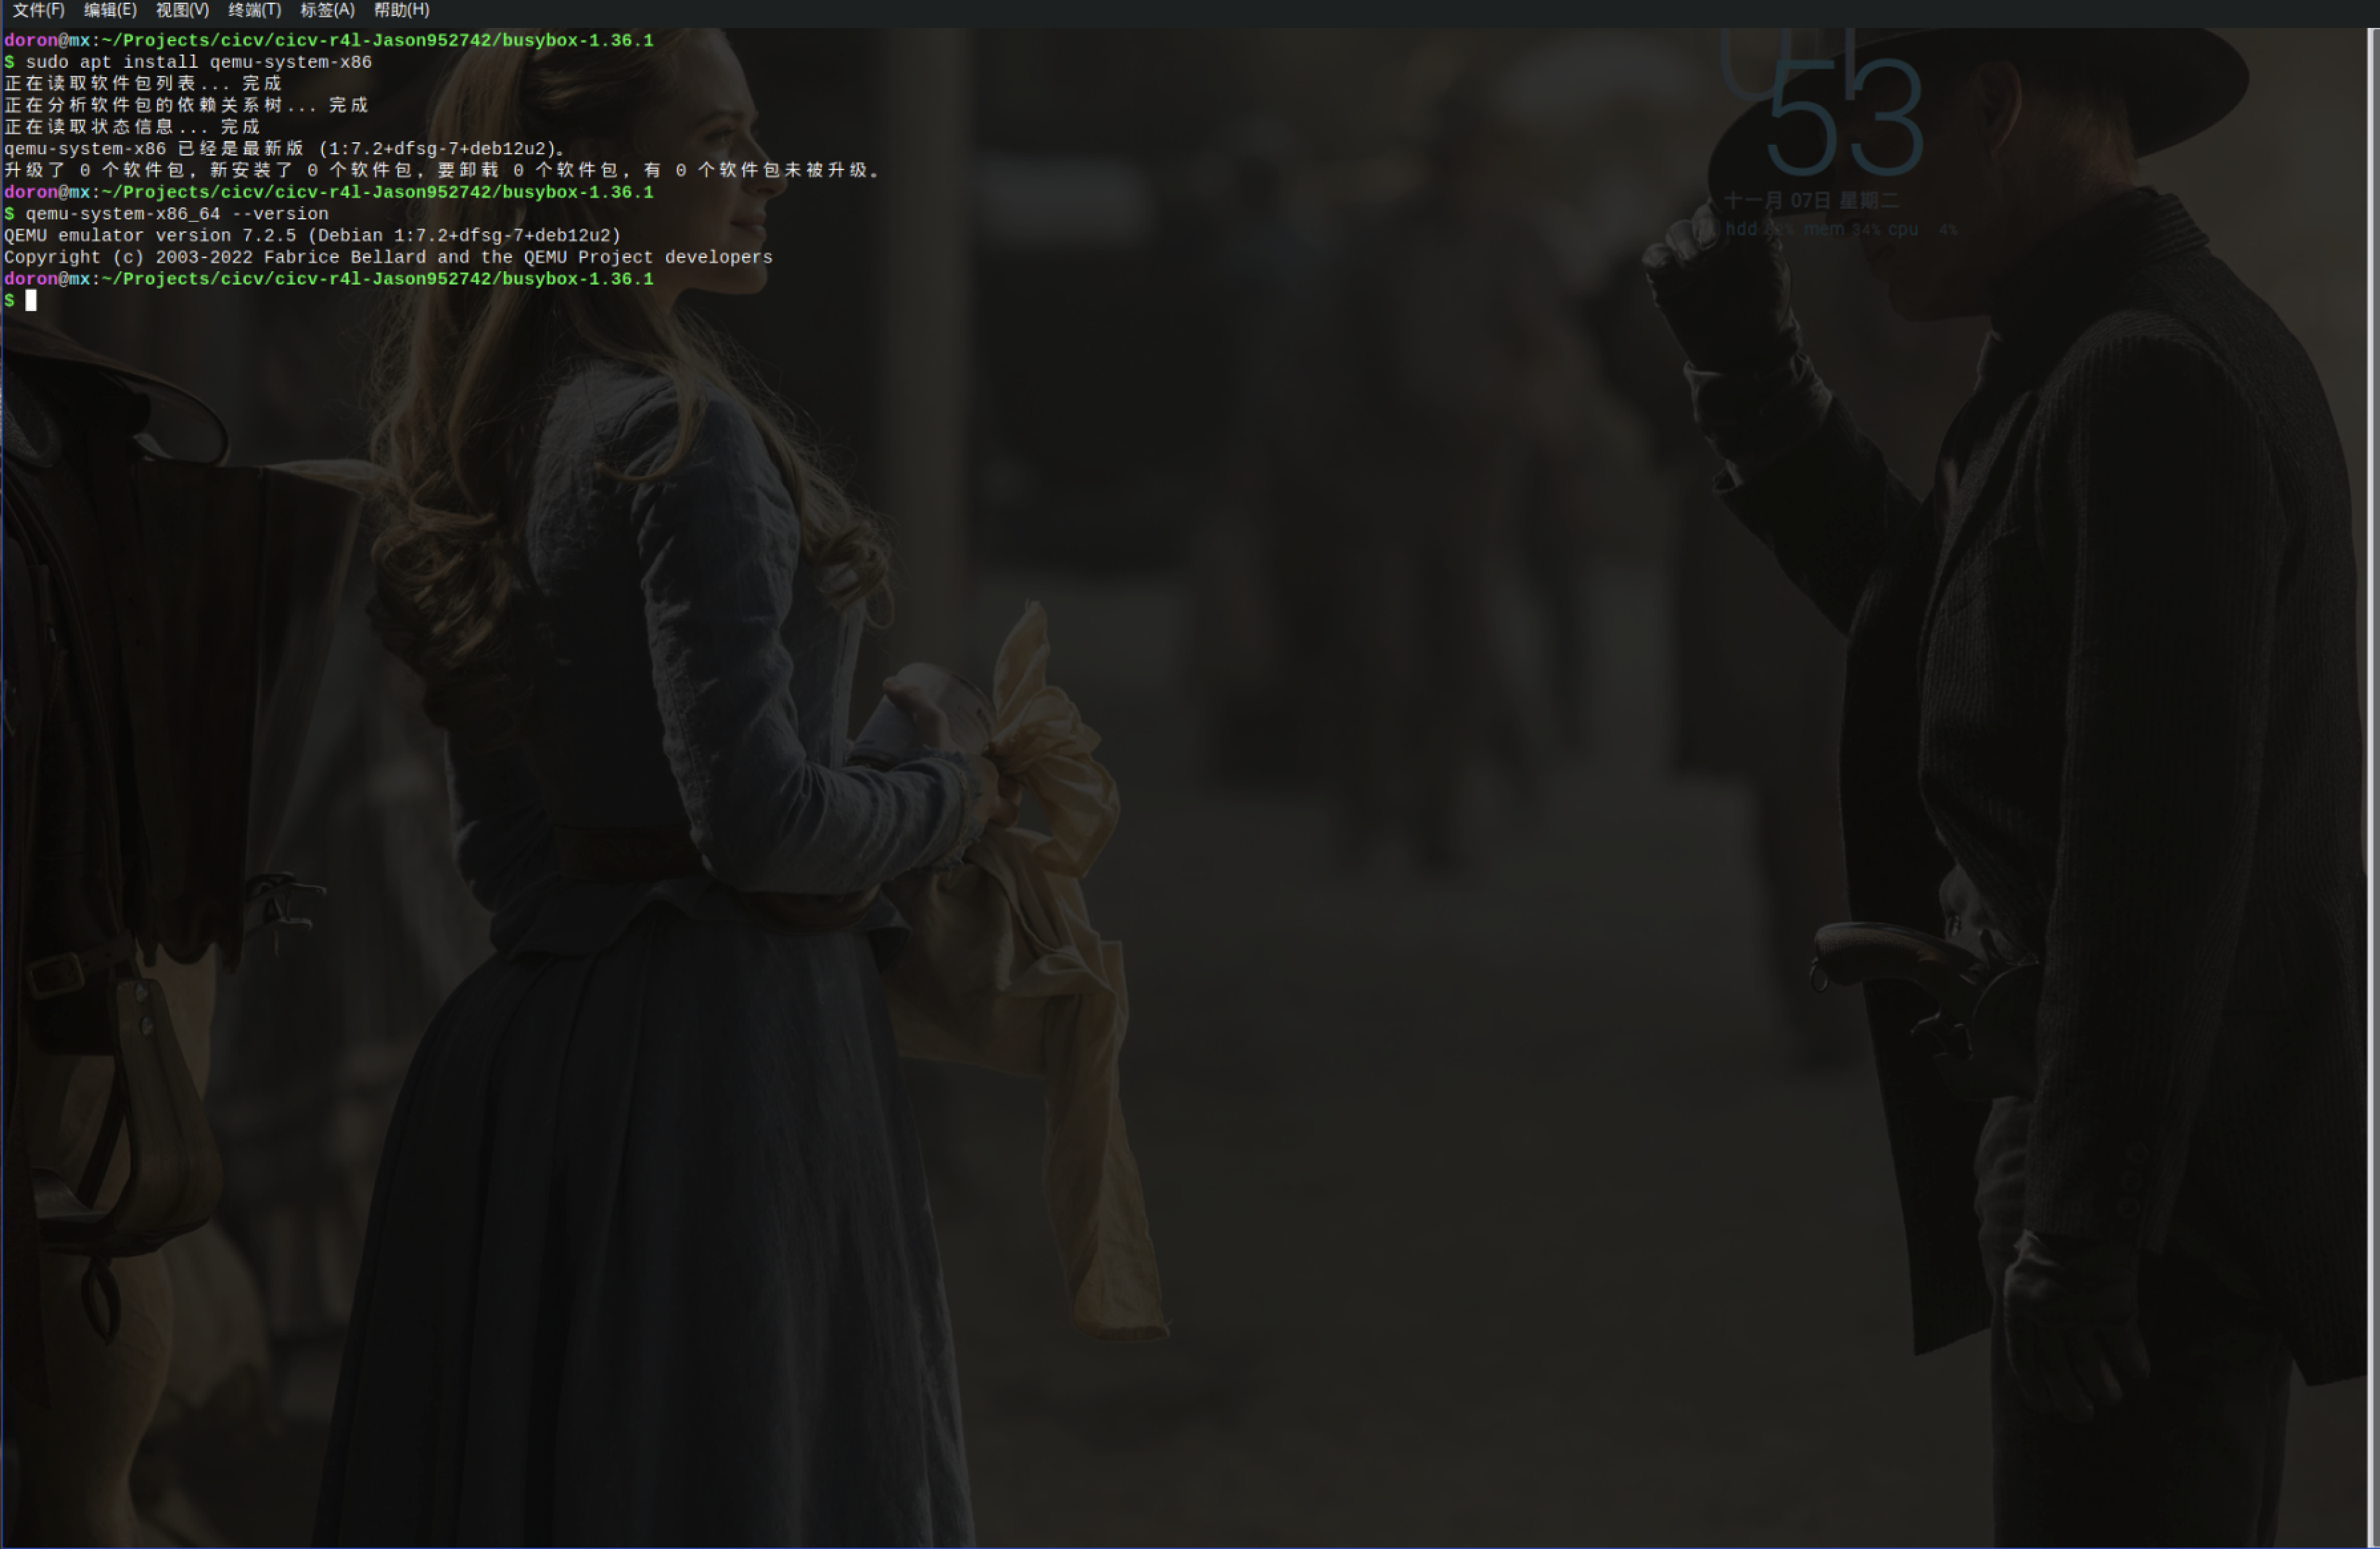 文件(F) 编辑(E) 视图(V) 终端(T) 标签(A) 帮助(H)
doron@mx:~/Projects/cicv/cicv-r4l-Jason952742/busybox-1.36.1
$ sudo apt install qemu-system-x86
正在读取软件包列表... 完成
正在分析软件包的依赖关系树... 完成
正在读取状态信息... 完成
qemu-system-x86 已经是最新版 (1:7.2+dfsg-7+deb12u2)。
升级了 0 个软件包，新安装了 0 个软件包，要卸载 0 个软件包，有 0 个软件包未被升级。
doron@mx:~/Projects/cicv/cicv-r4l-Jason952742/busybox-1.36.1
$ qemu-system-x86_64 --version
QEMU emulator version 7.2.5 (Debian 1:7.2+dfsg-7+deb12u2)
Copyright (c) 2003-2022 Fabrice Bellard and the QEMU Project developers
doron@mx:~/Projects/cicv/cicv-r4l-Jason952742/busybox-1.36.1
$
53
十一月 07日 星期二
hdd mem 34% cpu 4%